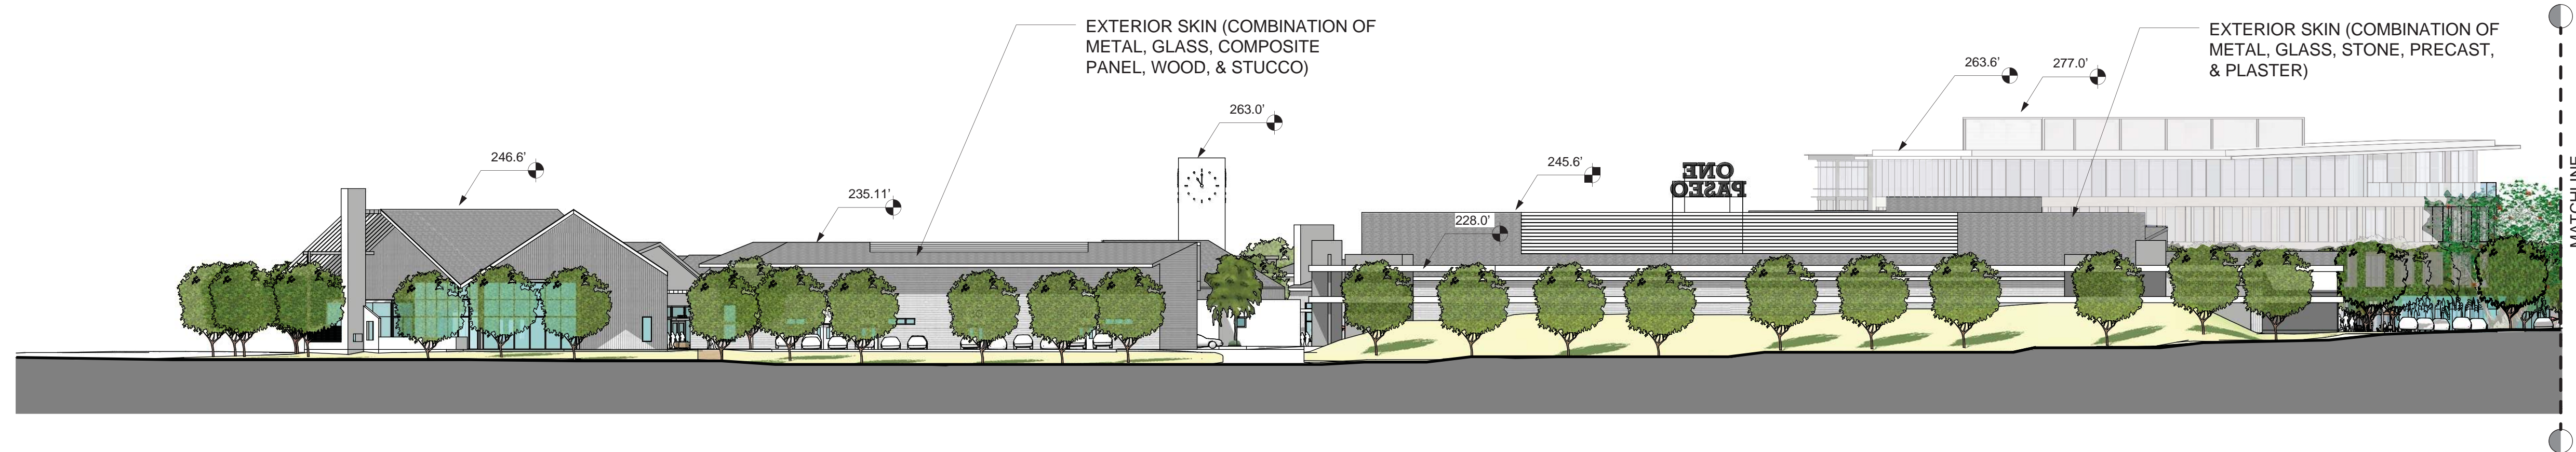 EXTERIOR SKIN (COMBINATION OF
METAL, GLASS, COMPOSITE
PANEL, WOOD, & STUCCO)
EXTERIOR SKIN (COMBINATION OF
METAL, GLASS, STONE, PRECAST,
& PLASTER)
263.6’
277.0’
263.0’
246.6’
235.11’
245.6’
228.0’
ONE
PASEO
MATCHLINE